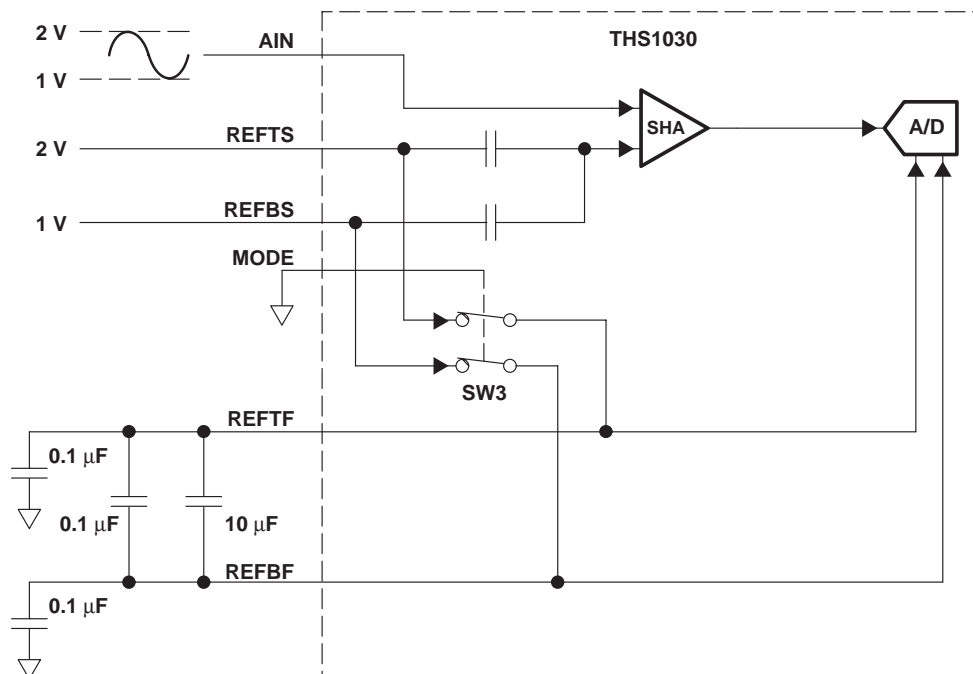 2 V
AIN
THS1030
1 V
SHA
A/D
2 V
REFTS
1 V
REFBS
MODE
SW3
REFTF
0.1 μF
0.1 μF
10 μF
REFBF
0.1 μF